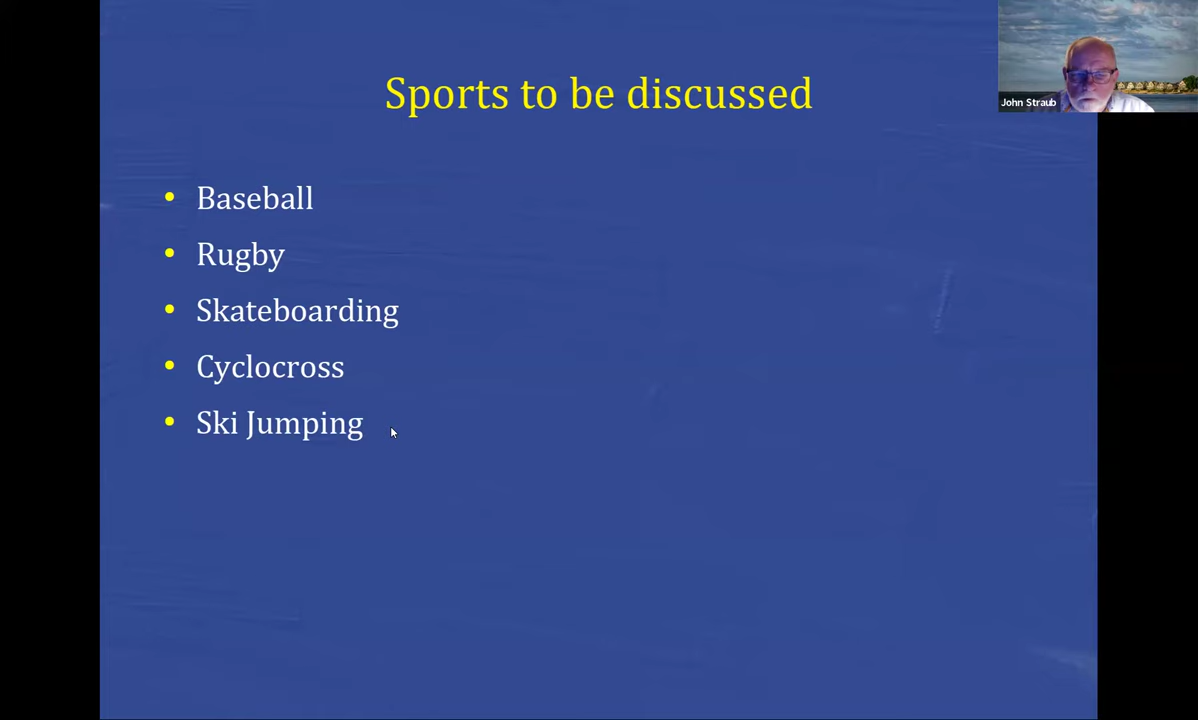 Sports to be discussed
• Baseball
• Rugby
• Skateboarding
• Cyclocross
• Ski Jumping
John Straub